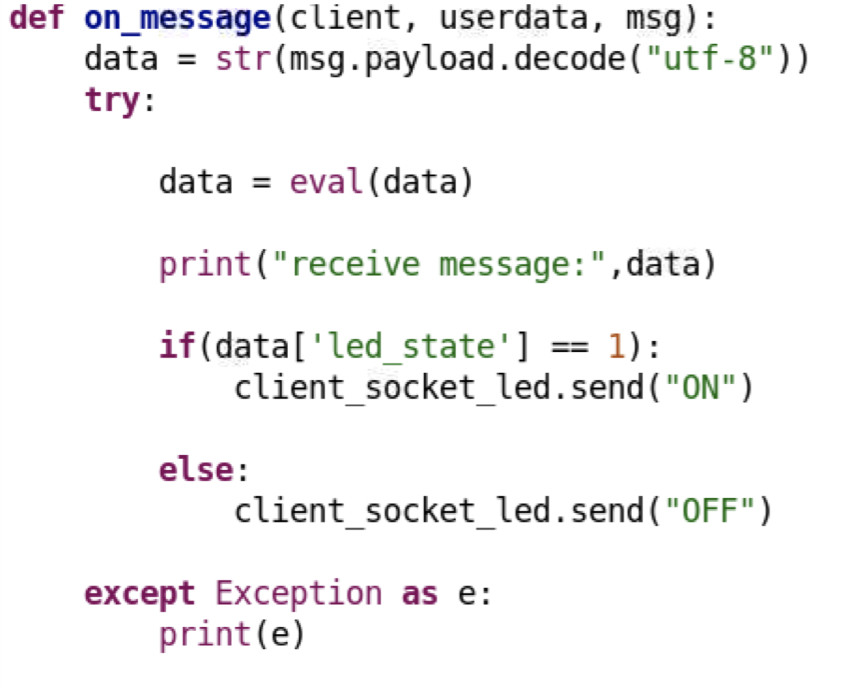 def on_message(client, userdata, msg):
    data = str(msg.payload.decode("utf-8"))
    try:
        data = eval(data)
        print("receive message:",data)
        if(data['led_state'] == 1):
            client_socket_led.send("ON")
        else:
            client_socket_led.send("OFF")
    except Exception as e:
        print(e)